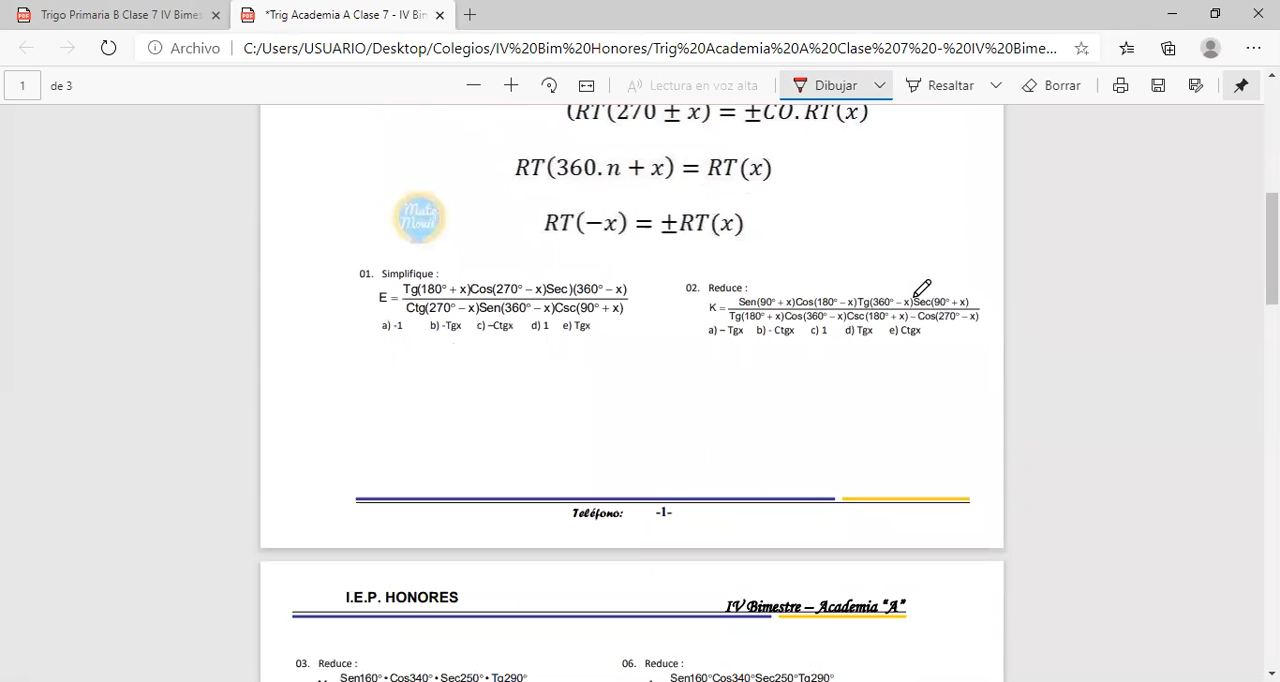 Trigo Primaria B Clase 7 IV Bimes
*Trig Academia A Clase 7 - IV Bin
Archivo
C:/Users/USUARIO/Desktop/Colegios/IV%20Bim%20Honores/Trig%20Academia%20A%20Clase%207%20-%20IV%20Bime...
1 de 3
Lectura en voz alta
Dibujar
Resaltar
Borrar
(RT(270 ± x) = ±CO.RT(x)
RT(360.n + x) = RT(x)
RT(−x) = ±RT(x)
Mate Movil
01. Simplifique :
E = Tg(180° + x)Cos(270° − x)Sec)(360° − x)
Ctg(270° − x)Sen(360° − x)Csc(90° + x)
a) -1 b) -Tgx c) –Ctgx d) 1 e) Tgx
02. Reduce :
K = Sen(90° + x)Cos(180° − x)Tg(360° − x)Sec(90° + x)
Tg(180° + x)Cos(360° − x)Csc(180° + x) − Cos(270° − x)
a) – Tgx b) - Ctgx c) 1 d) Tgx e) Ctgx
Teléfono: -1-
I.E.P. HONORES
IV Bimestre – Academia “A”
03. Reduce :
Sen160° • Cos340° • Sec250° • Tg290°
06. Reduce :
Sen160°Cos340°Sec250°Tg290°